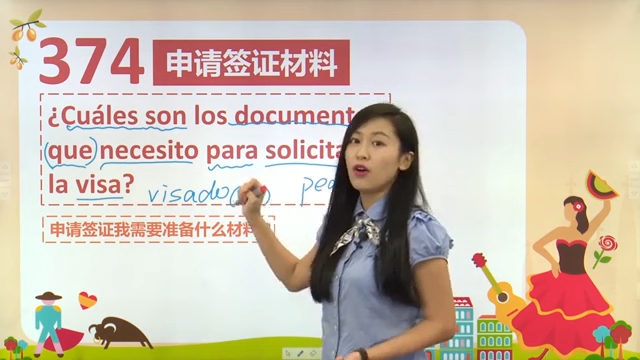 374 申请签证材料
¿Cuáles son los document
que necesito para solicita
la visa? visado
申请签证我需要准备什么材料